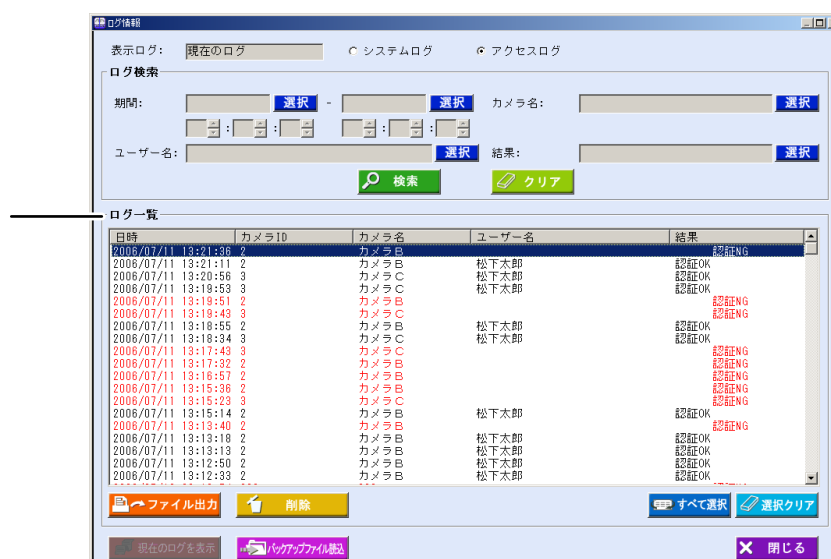 ログ情報
表示ログ: 現在のログ システムログ アクセスログ
ログ検索
期間: 選択 - 選択 カメラ名: 選択
: : : :
ユーザー名: 選択 結果: 選択
検索 クリア
ログ一覧
日時 カメラID カメラ名 ユーザー名 結果
2006/07/11 13:21:36 2 カメラB 認証NG
2006/07/11 13:21:11 2 カメラB 松下太郎 認証OK
2006/07/11 13:20:56 3 カメラC 松下太郎 認証OK
2006/07/11 13:19:53 3 カメラC 松下太郎 認証OK
2006/07/11 13:19:51 2 カメラB 認証NG
2006/07/11 13:19:43 3 カメラC 認証NG
2006/07/11 13:18:55 2 カメラB 松下太郎 認証OK
2006/07/11 13:18:34 3 カメラC 松下太郎 認証OK
2006/07/11 13:17:43 3 カメラC 認証NG
2006/07/11 13:17:32 2 カメラB 認証NG
2006/07/11 13:16:57 2 カメラB 認証NG
2006/07/11 13:15:36 2 カメラB 認証NG
2006/07/11 13:15:23 3 カメラC 認証NG
2006/07/11 13:15:14 2 カメラB 松下太郎 認証OK
2006/07/11 13:13:40 2 カメラB 認証NG
2006/07/11 13:13:18 2 カメラB 松下太郎 認証OK
2006/07/11 13:13:13 2 カメラB 松下太郎 認証OK
2006/07/11 13:12:50 2 カメラB 松下太郎 認証OK
2006/07/11 13:12:33 2 カメラB 松下太郎 認証OK
ファイル出力 削除 すべて選択 選択クリア
現在のログを表示 バックアップファイル読込 閉じる